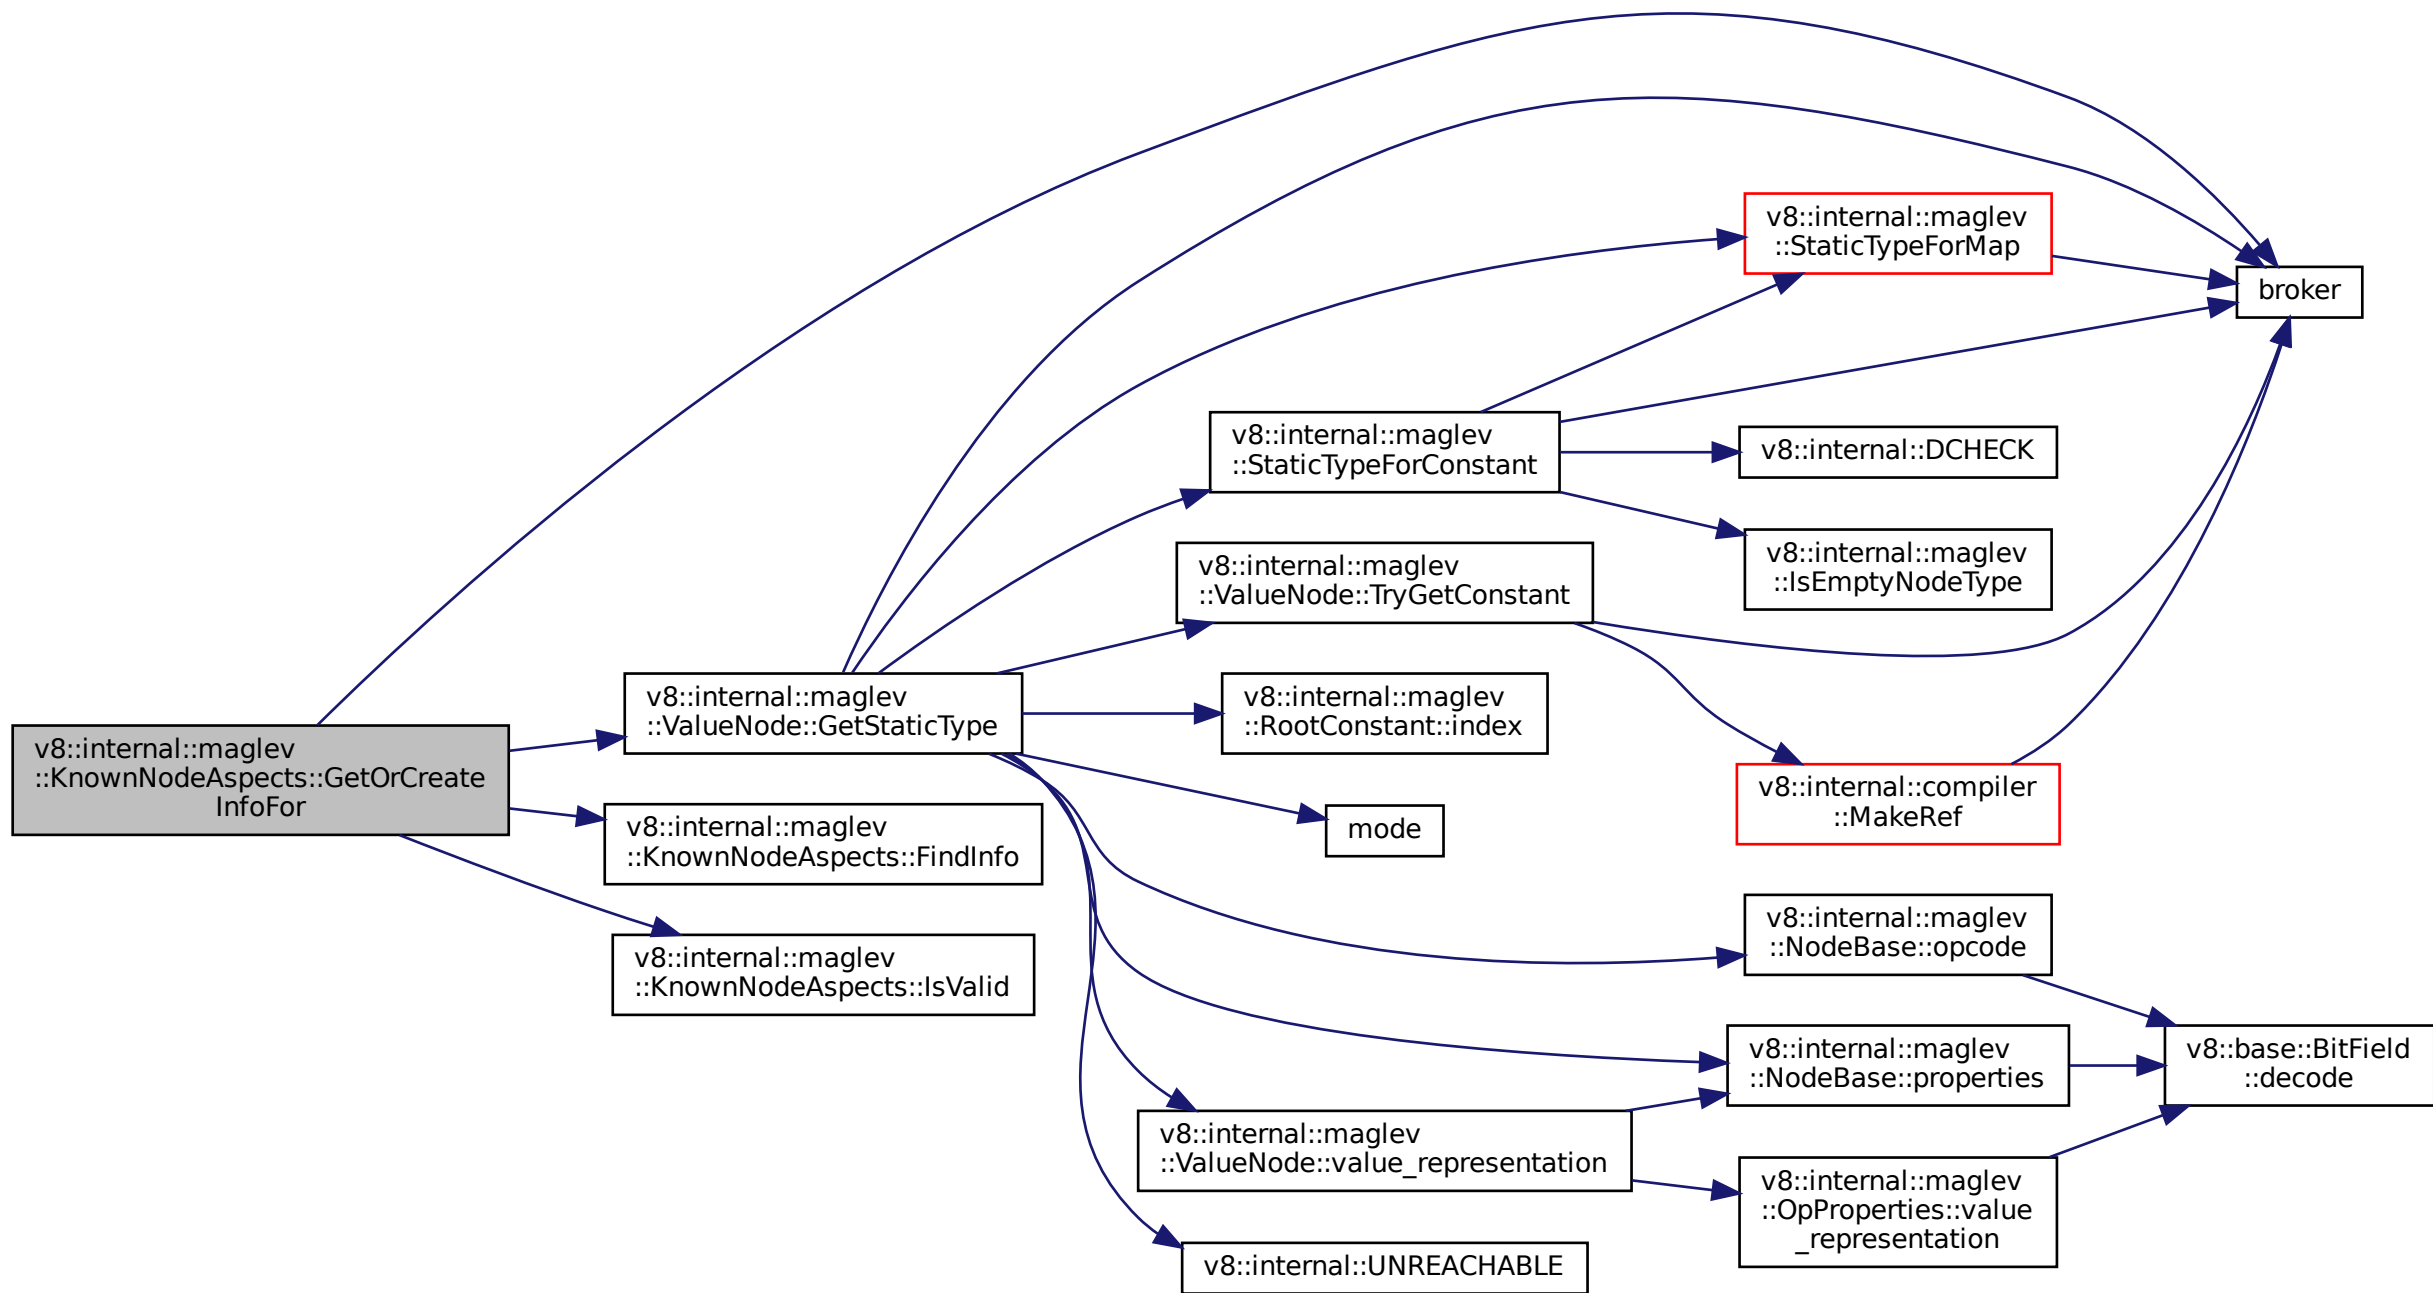 v8::internal::maglev
::KnownNodeAspects::GetOrCreate
InfoFor
v8::internal::maglev
::ValueNode::GetStaticType
v8::internal::maglev
::KnownNodeAspects::FindInfo
v8::internal::maglev
::KnownNodeAspects::IsValid
v8::internal::maglev
::StaticTypeForConstant
v8::internal::maglev
::ValueNode::TryGetConstant
v8::internal::maglev
::RootConstant::index
mode
v8::internal::maglev
::ValueNode::value_representation
v8::internal::UNREACHABLE
v8::internal::maglev
::StaticTypeForMap
v8::internal::DCHECK
v8::internal::maglev
::IsEmptyNodeType
v8::internal::compiler
::MakeRef
v8::internal::maglev
::NodeBase::opcode
v8::internal::maglev
::NodeBase::properties
v8::internal::maglev
::OpProperties::value
_representation
broker
v8::base::BitField
::decode